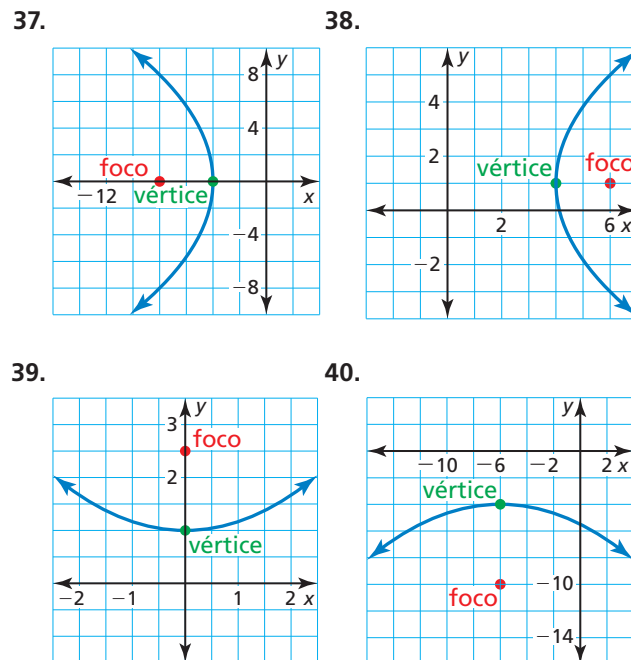 37.
y
8
4
foco
−12
vértice
x
−4
−8
38.
y
4
2
vértice
foco
2
6 x
−2
39.
y
3
foco
2
vértice
−2
−1
1
2 x
40.
y
−10
−6
−2
2 x
vértice
foco
−10
−14